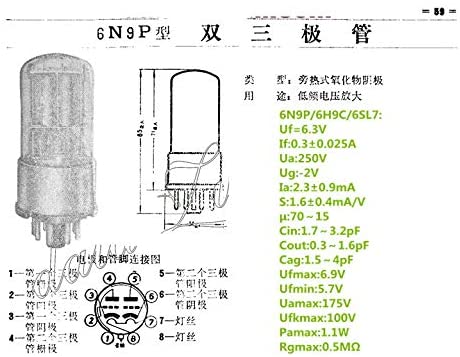 — 59 —
6N9P型 双 三 极 管
类 型：旁热式氧化物阴极
用 途：低频电压放大
6N9P/6H9C/6SL7:
Uf=6.3V
If:0.3±0.025A
Ua:250V
Ug:-2V
Ia:2.3±0.9mA
S:1.6±0.4mA/V
μ:70－15
Cin:1.7~3.2pF
Cout:0.3~1.6pF
Cag:1.5~4pF
Ufmax:6.9V
Ufmin:5.7V
Uamax:175V
Ufkmax:100V
Pamax:1.1W
Rgmax:0.5MΩ
电极和管脚连接图
1—第一个三极
管栅极
2—第一个三极
3—第一个三极
管阴极
4—第二个三极
管栅极
5—第二个三极
管阳极
6—第二个三极
管阴极
7—灯丝
8—灯丝